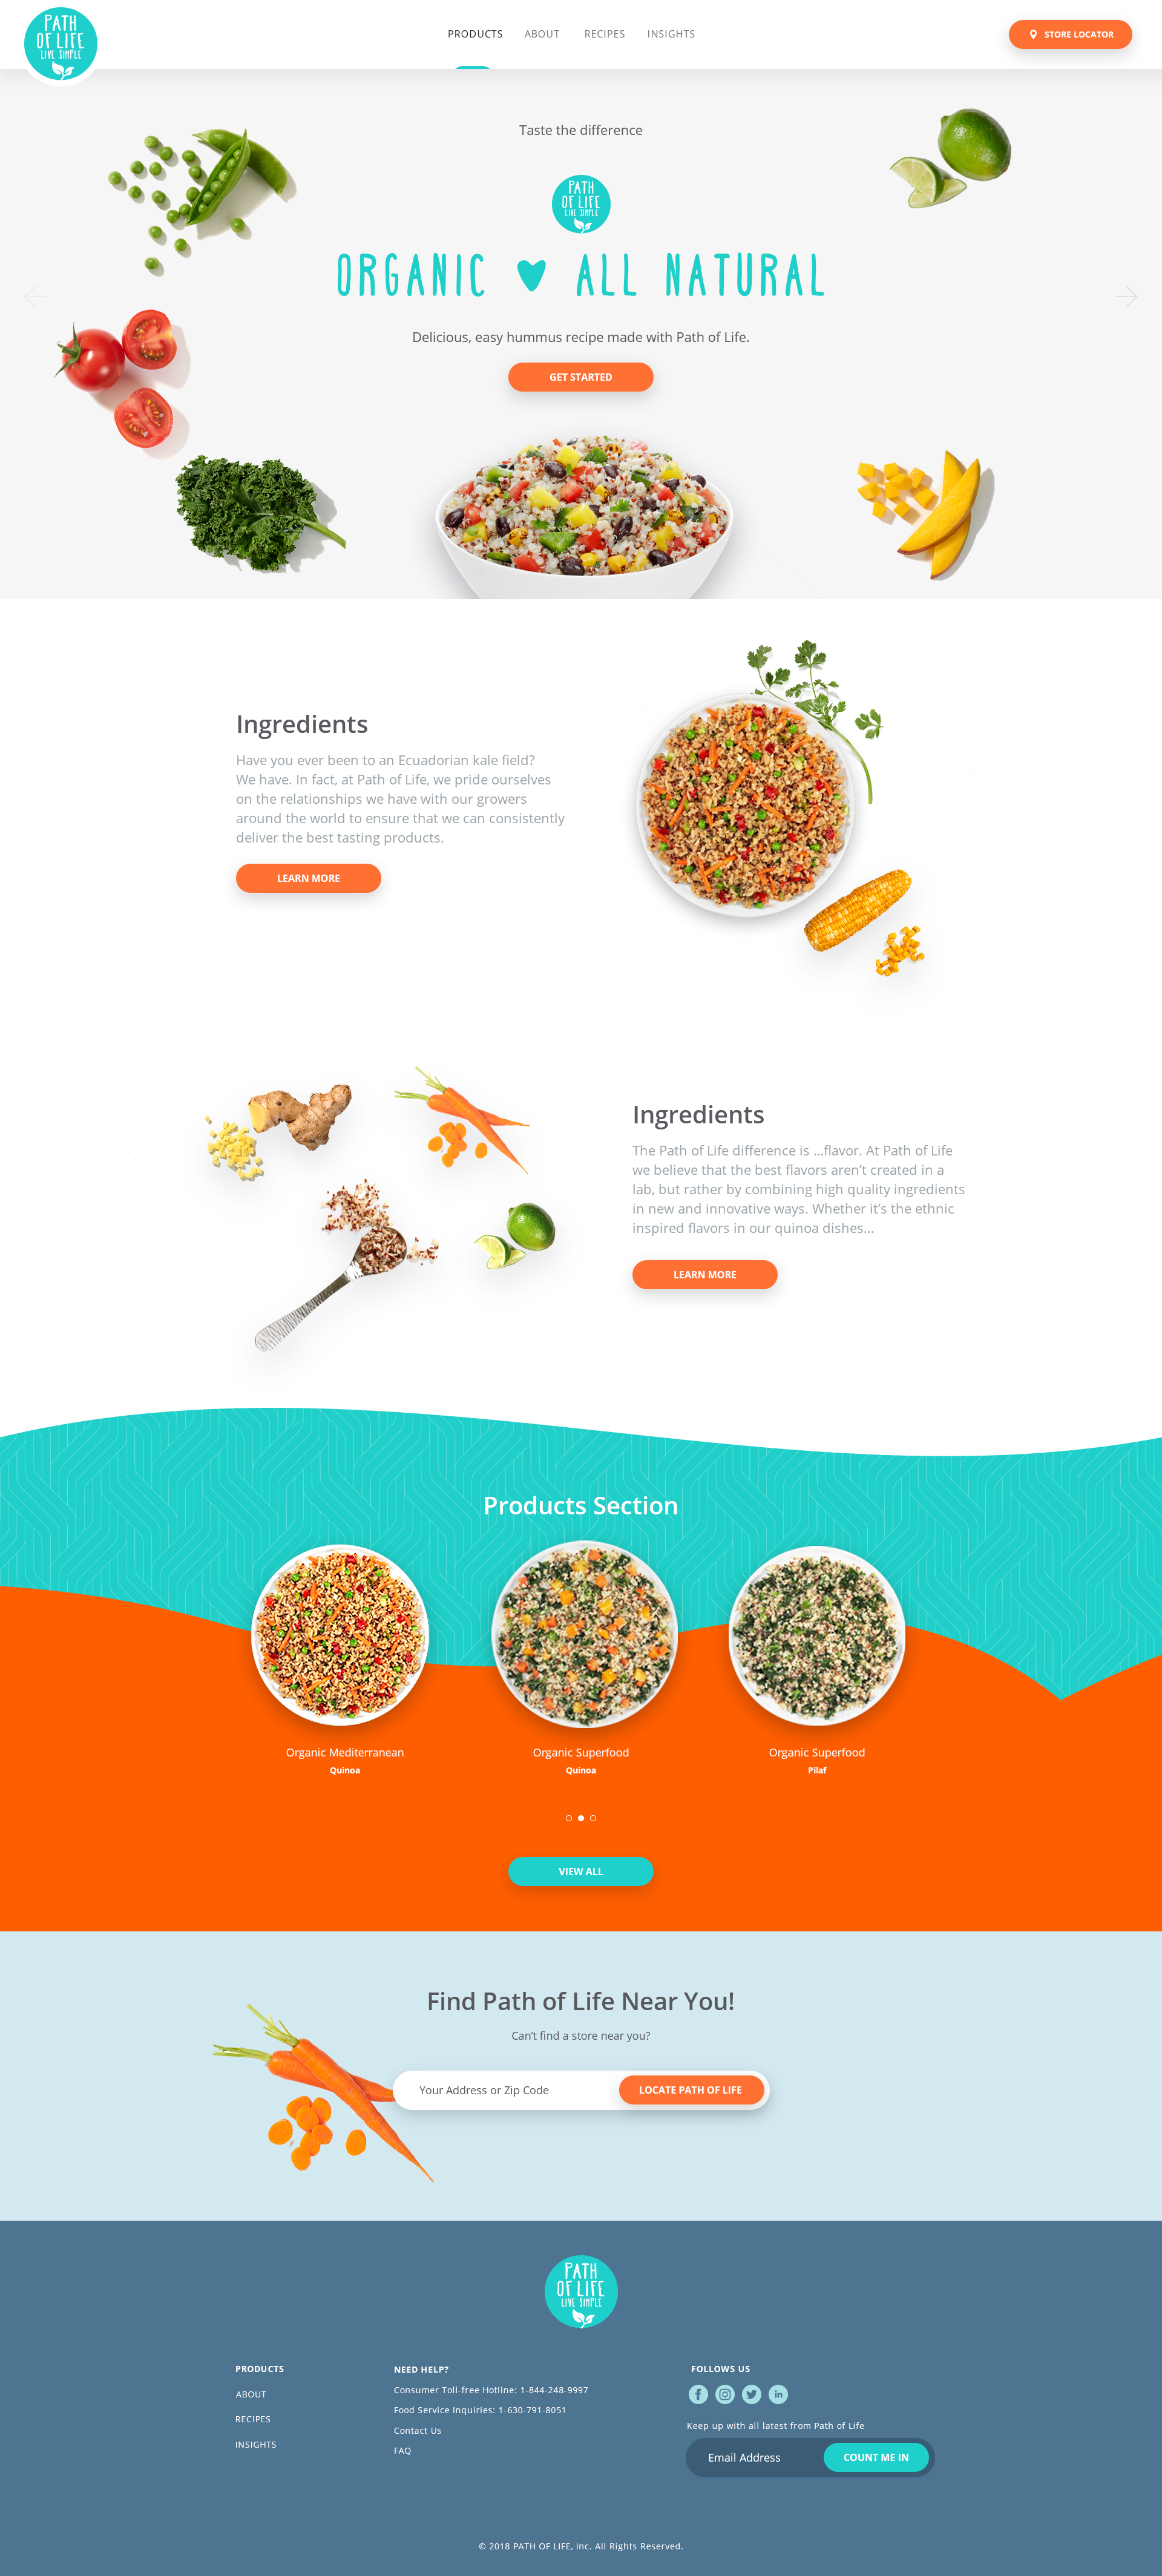 PATH
OF LIFE
LIVE SIMPLE
PRODUCTS ABOUT RECIPES INSIGHTS
STORE LOCATOR
Taste the difference
PATH
OF LIFE
LIVE SIMPLE
ORGANIC ALL NATURAL
Delicious, easy hummus recipe made with Path of Life.
GET STARTED
Ingredients
Have you ever been to an Ecuadorian kale field?
We have. In fact, at Path of Life, we pride ourselves
on the relationships we have with our growers
around the world to ensure that we can consistently
deliver the best tasting products.
LEARN MORE
Ingredients
The Path of Life difference is ...flavor. At Path of Life
we believe that the best flavors aren't created in a
lab, but rather by combining high quality ingredients
in new and innovative ways. Whether it's the ethnic
inspired flavors in our quinoa dishes...
LEARN MORE
Products Section
Organic Mediterranean
Quinoa
Organic Superfood
Quinoa
Organic Superfood
Pilaf
VIEW ALL
Find Path of Life Near You!
Can't find a store near you?
Your Address or Zip Code
LOCATE PATH OF LIFE
PATH
OF LIFE
LIVE SIMPLE
PRODUCTS
ABOUT
RECIPES
INSIGHTS
NEED HELP?
Consumer Toll-free Hotline: 1-844-248-9997
Food Service Inquiries: 1-630-791-8051
Contact Us
FAQ
FOLLOWS US
Keep up with all latest from Path of Life
Email Address
COUNT ME IN
© 2018 PATH OF LIFE, Inc. All Rights Reserved.